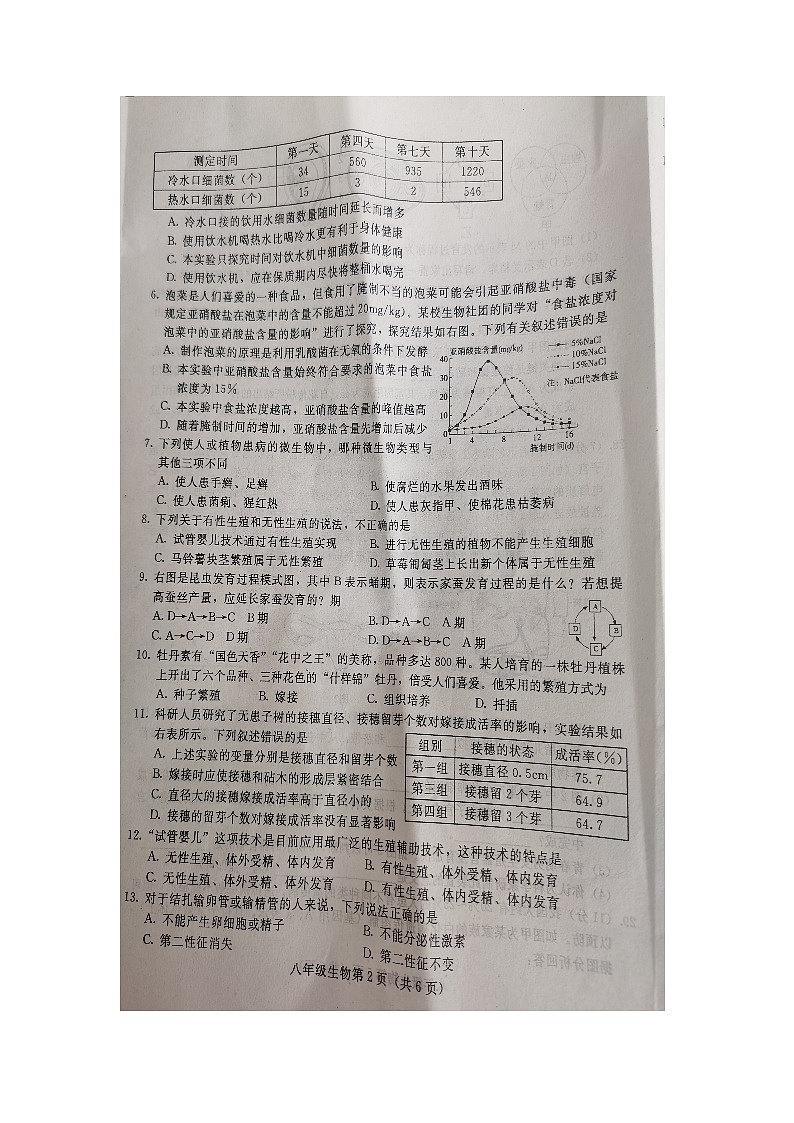 测定时间 第一天 第四天 第七天 第十天
冷水口细菌数（个） 34 560 935 1220
热水口细菌数（个） 15 3 2 546
A. 冷水口接的饮用水细菌数量随时间延长而增多
B. 使用饮水机喝热水比喝冷水更有利于身体健康
C. 本实验只探究时间对饮水机中细菌数量的影响
D. 使用饮水机，应在保质期内尽快将整桶水喝完
6. 泡菜是人们喜爱的一种食品，但食用了腌制不当的泡菜可能会引起亚硝酸盐中毒（国家
规定亚硝酸盐在泡菜中的含量不能超过20mg/kg)，某校生物社团的同学对“食盐浓度对
泡菜中的亚硝酸盐含量的影响”进行了探究，探究结果如右图。下列有关叙述错误的是
A. 制作泡菜的原理是利用乳酸菌在无氧的条件下发酵
B. 本实验中亚硝酸盐含量始终符合要求的泡菜中食盐
浓度为15%
C. 本实验中食盐浓度越高，亚硝酸盐含量的峰值越高
D. 随着腌制时间的增加，亚硝酸盐含量先增加后减少
亚硝酸盐含量(mg/kg)
40
30
20
10
0
1 4 8 12 16
腌制时间(d)
5%NaCl
10%NaCl
15%NaCl
注：NaCl代表食盐
7. 下列使人或植物患病的微生物中，哪种微生物类型与
其他三项不同
A. 使人患手癣、足癣 B. 使腐烂的水果发出酒味
C. 使人患菌痢、猩红热 D. 使人患灰指甲、使棉花患枯萎病
8. 下列关于有性生殖和无性生殖的说法，不正确的是
A. 试管婴儿技术通过有性生殖实现 B. 进行无性生殖的植物不能产生生殖细胞
C. 马铃薯块茎繁殖属于无性繁殖 D. 草莓匍匐茎上长出新个体属于无性生殖
9. 右图是昆虫发育过程模式图，其中B表示蛹期，则表示家蚕发育过程的是什么？若想提
高蚕丝产量，应延长家蚕发育的？期
A. D→A→B→C B期 B. D→A→C A期
C. A→C→D D期 D. D→A→B→C A期
A
D B
C
10. 牡丹素有“国色天香”“花中之王”的美称，品种多达800种。某人培育的一株牡丹植株
上开出了六个品种、三种花色的“什样锦”牡丹，倍受人们喜爱。他采用的繁殖方式为
A. 种子繁殖 B. 嫁接 C. 组织培养 D. 扦插
11. 科研人员研究了无患子树的接穗直径、接穗留芽个数对嫁接成活率的影响，实验结果如
右表所示。下列叙述错误的是
A. 上述实验的变量分别是接穗直径和留芽个数
B. 嫁接时应使接穗和砧木的形成层紧密结合
C. 直径大的接穗嫁接成活率高于直径小的
D. 接穗的留芽个数对嫁接成活率没有显著影响
组别 接穗的状态 成活率(%)
第一组 接穗直径0.5cm 75.7
第三组 接穗留2个芽 64.9
第四组 接穗留3个芽 64.7
12. “试管婴儿”这项技术是目前应用最广泛的生殖辅助技术，这种技术的特点是
A. 无性生殖、体外受精、体内发育 B. 有性生殖、体外受精、体内发育
C. 无性生殖、体外受精、体外发育 D. 有性生殖、体内受精、体内发育
13. 对于结扎输卵管或输精管的人来说，下列说法正确的是
A. 不能产生卵细胞或精子 B. 不能分泌性激素
C. 第二性征消失 D. 第二性征不变
八年级生物第2页（共6页）